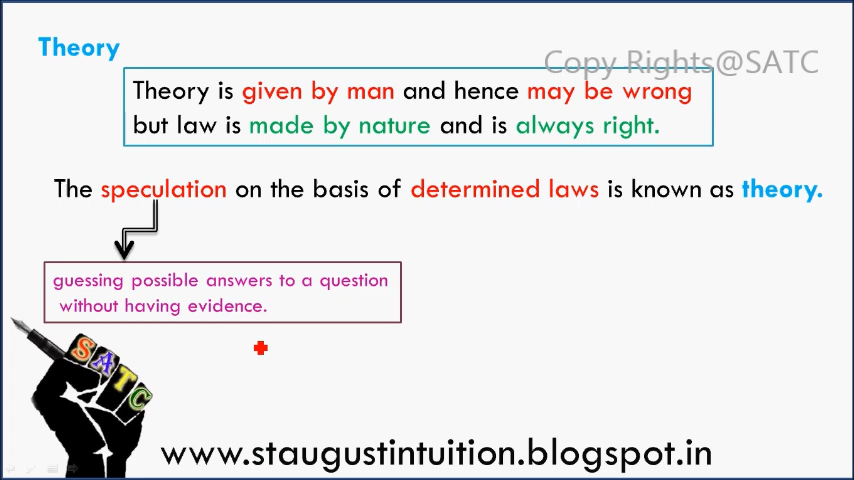 Theory
Copy Rights@SATC
Theory is given by man and hence may be wrong
but law is made by nature and is always right.
The speculation on the basis of determined laws is known as theory.
guessing possible answers to a question
without having evidence.
SATC
www.staugustintuition.blogspot.in